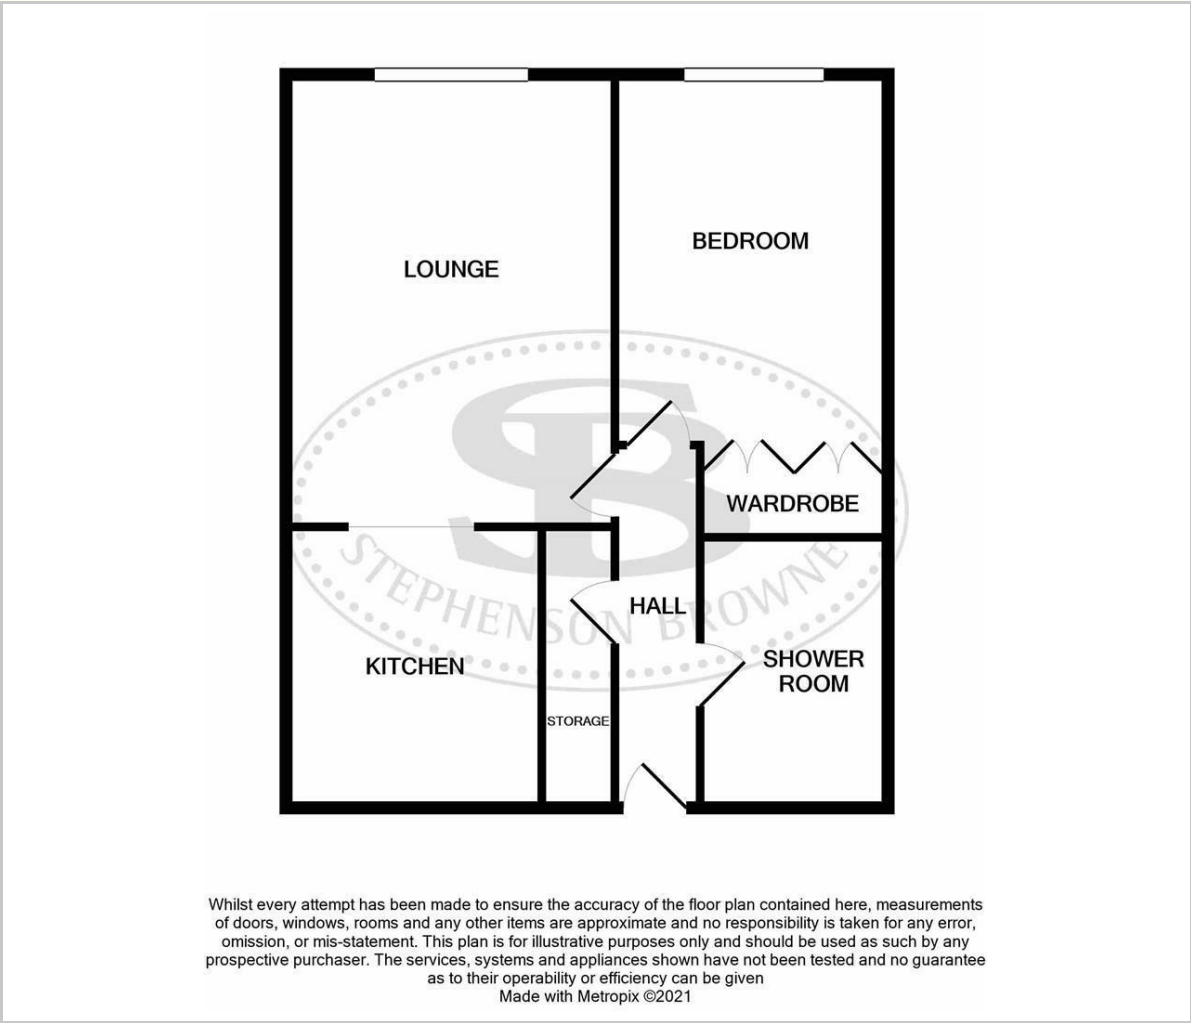 LOUNGE
BEDROOM
WARDROBE
HALL
KITCHEN
SHOWER
ROOM
STORAGE
SB
STEPHENSON BROWNE
Whilst every attempt has been made to ensure the accuracy of the floor plan contained here, measurements
of doors, windows, rooms and any other items are approximate and no responsibility is taken for any error,
omission, or mis-statement. This plan is for illustrative purposes only and should be used as such by any
prospective purchaser. The services, systems and appliances shown have not been tested and no guarantee
as to their operability or efficiency can be given
Made with Metropix ©2021